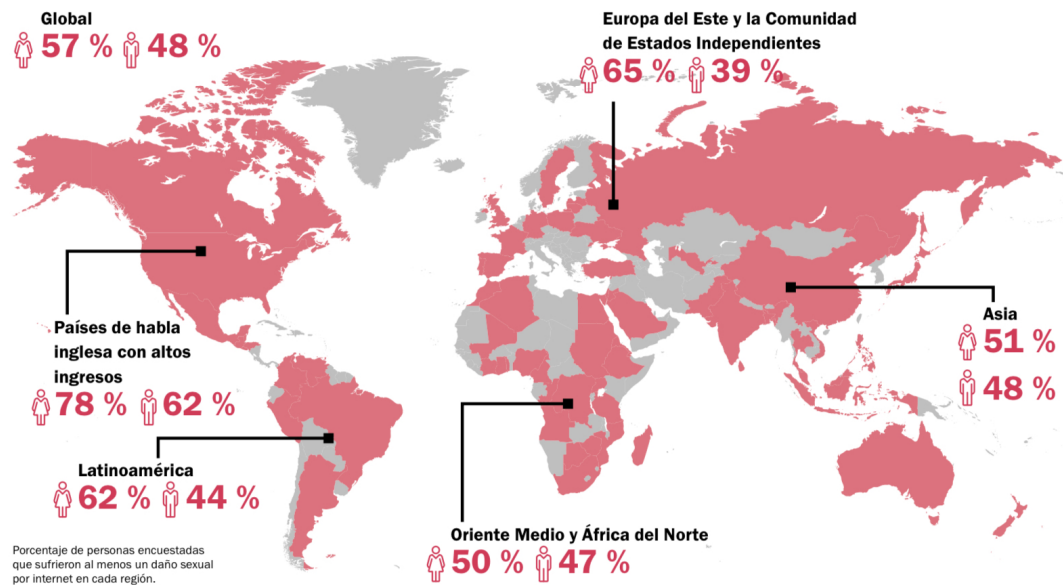 Global
57 % 48 %
Europa del Este y la Comunidad
de Estados Independientes
65 % 39 %
Países de habla
inglesa con altos
ingresos
78 % 62 %
Asia
51 %
48 %
Latinoamérica
62 % 44 %
Oriente Medio y África del Norte
50 % 47 %
Porcentaje de personas encuestadas
que sufrieron al menos un daño sexual
por internet en cada región.